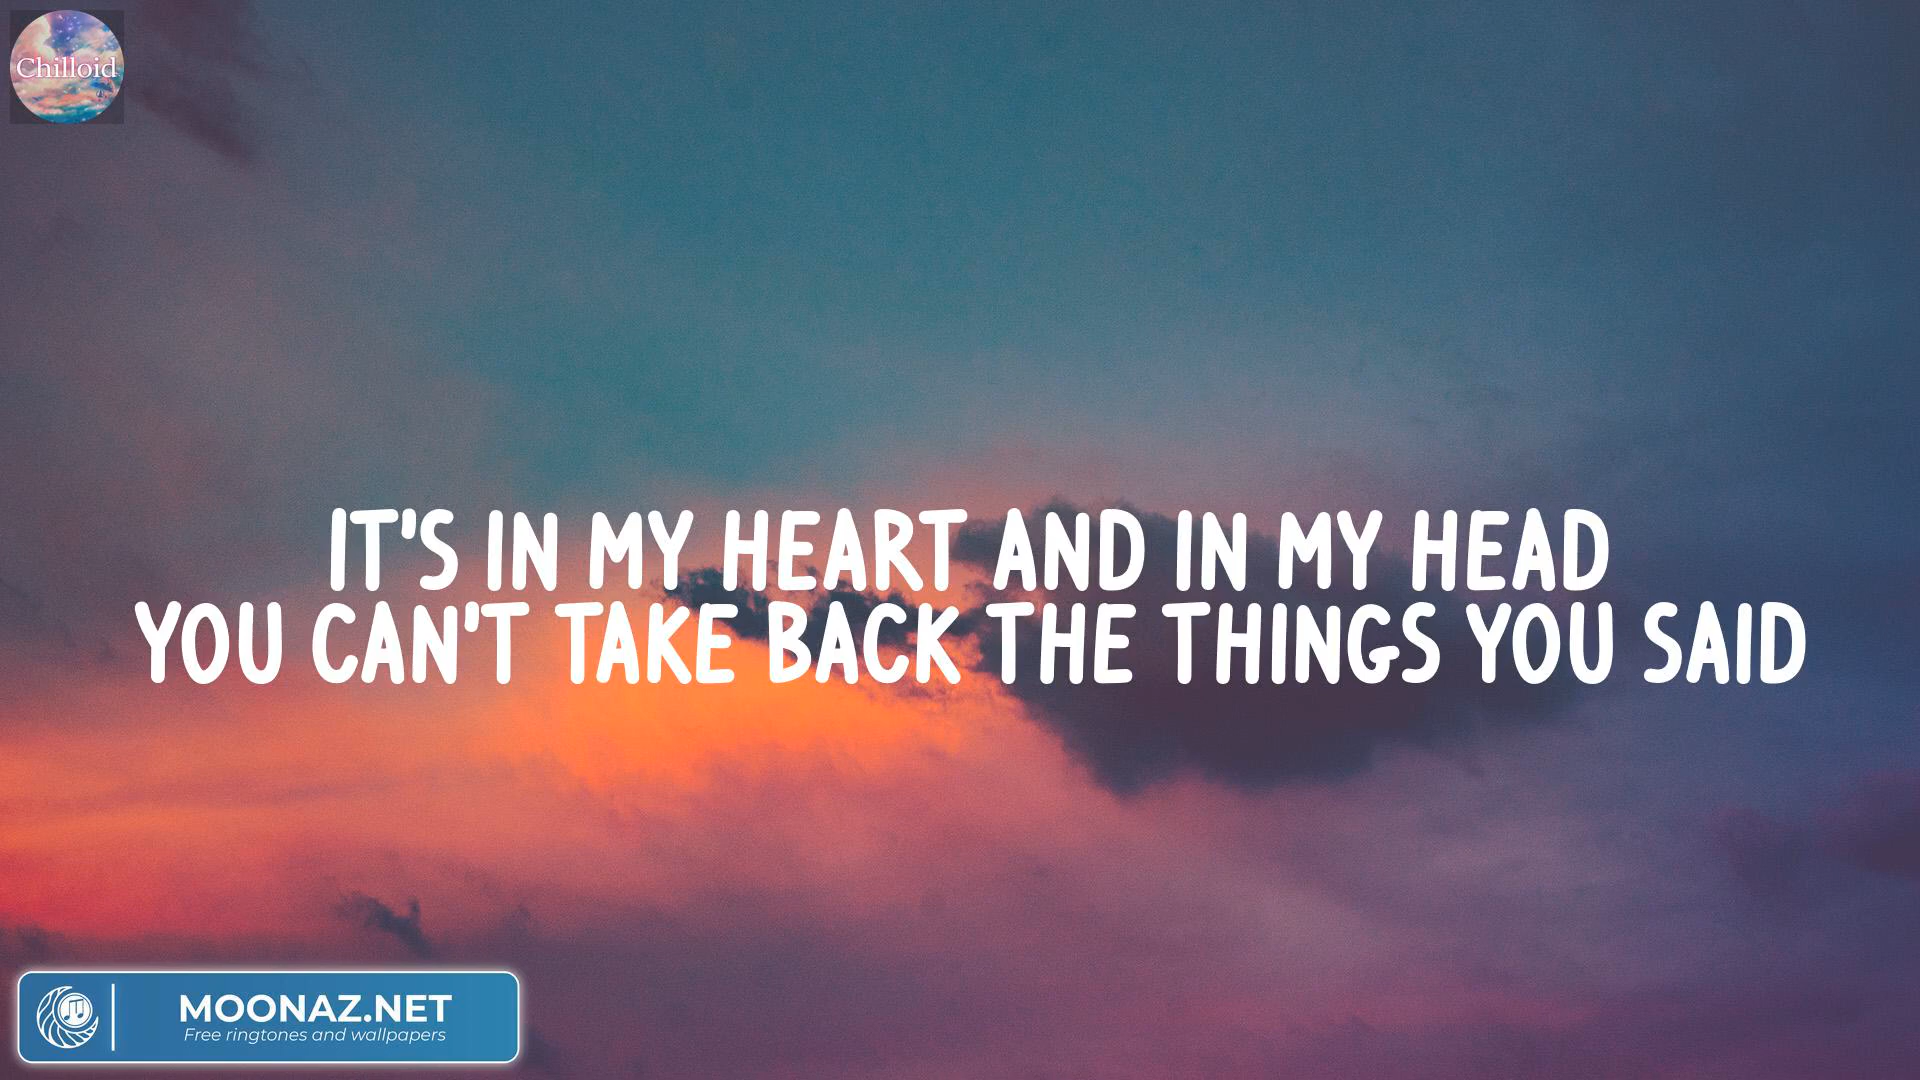 Chilloid
IT'S IN MY HEART AND IN MY HEAD
YOU CAN'T TAKE BACK THE THINGS YOU SAID
MOONAZ.NET
Free ringtones and wallpapers